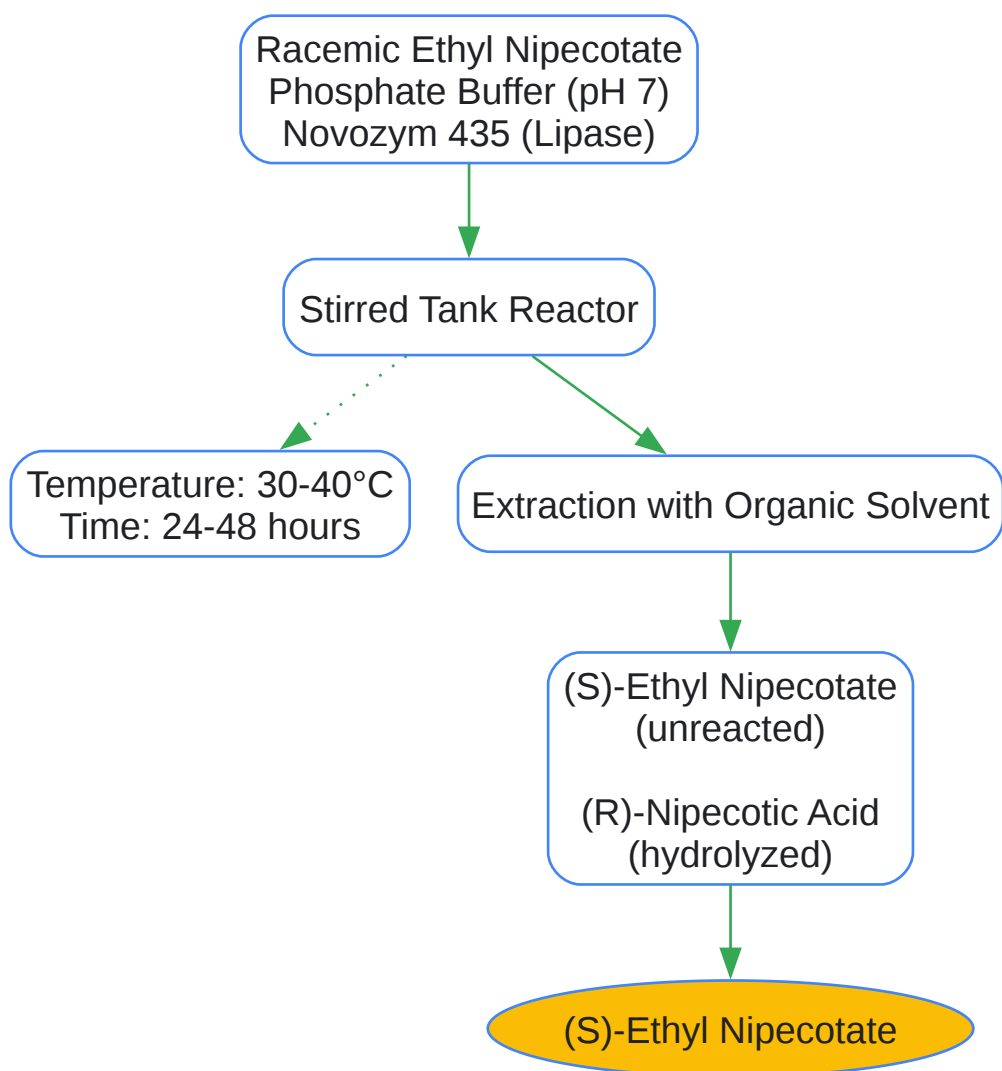 Racemic Ethyl Nipecotate
Phosphate Buffer (pH 7)
Novozym 435 (Lipase)
Stirred Tank Reactor
Temperature: 30-40°C
Time: 24-48 hours
Extraction with Organic Solvent
(S)-Ethyl Nipecotate
(unreacted)
(R)-Nipecotic Acid
(hydrolyzed)
(S)-Ethyl Nipecotate